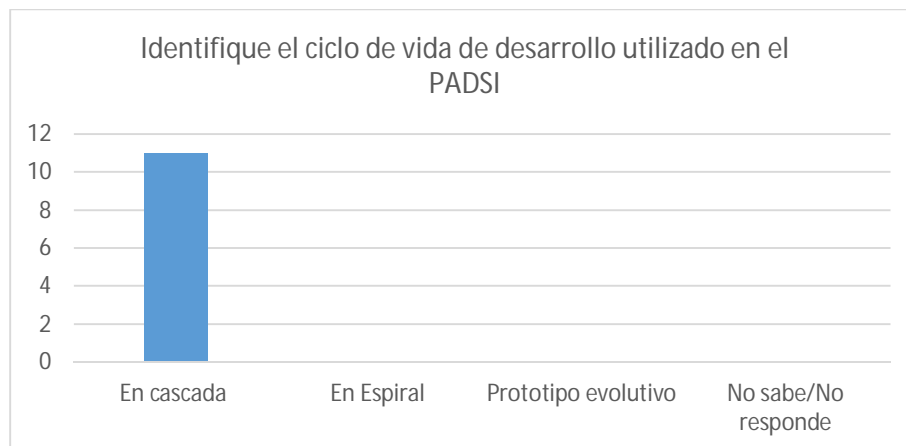 Identifique el ciclo de vida de desarrollo utilizado en el
PADSI
12
10
8
6
4
2
0
En cascada
En Espiral
Prototipo evolutivo
No sabe/No
responde